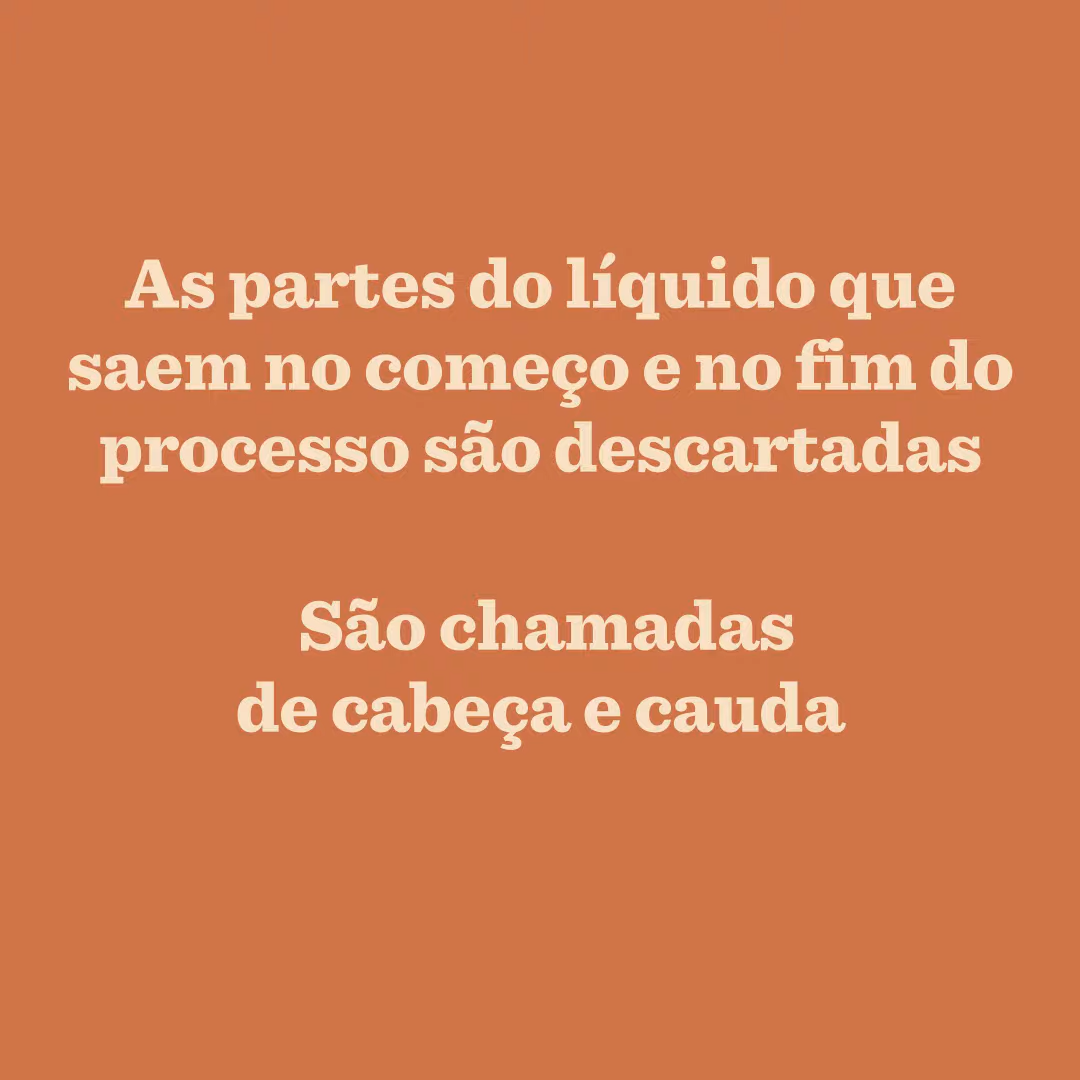 As partes do líquido que
saem no começo e no fim do
processo são descartadas
São chamadas
de cabeça e cauda